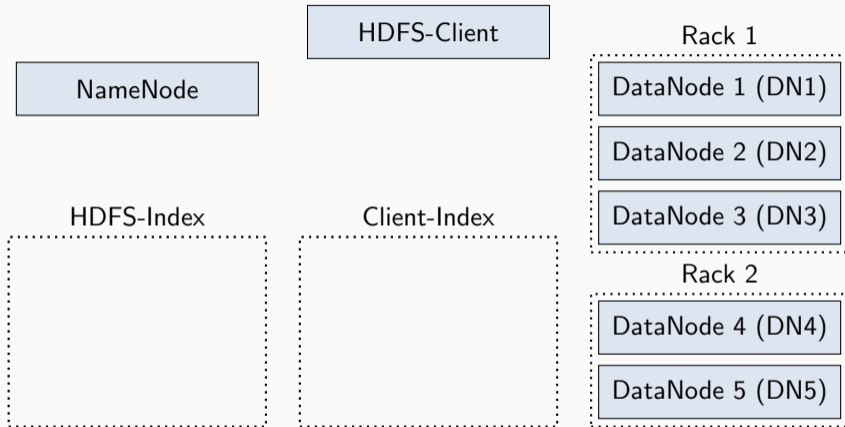 HDFS-Client
NameNode
HDFS-Index
Client-Index
Rack 1
DataNode 1 (DN1)
DataNode 2 (DN2)
DataNode 3 (DN3)
Rack 2
DataNode 4 (DN4)
DataNode 5 (DN5)